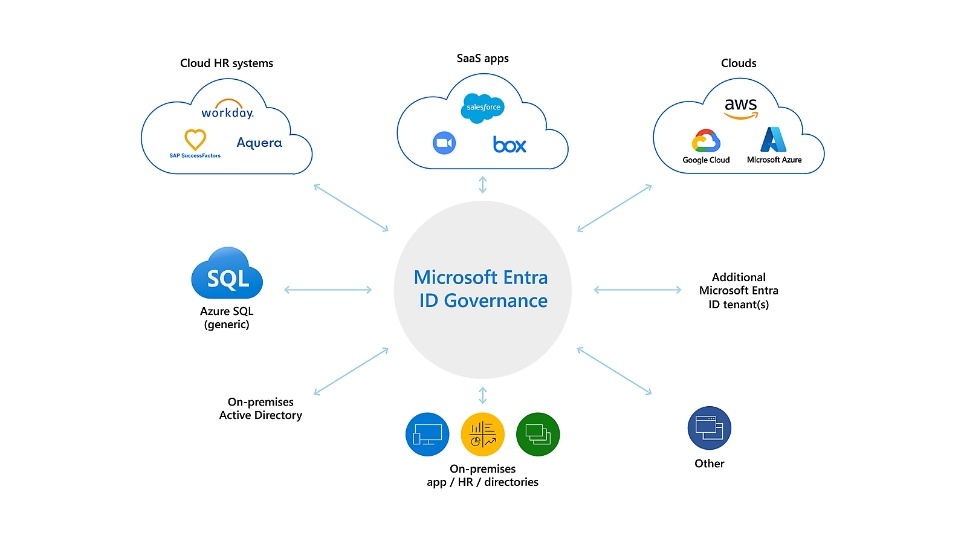 Cloud HR systems
SaaS apps
Clouds
workday.
SAP SuccessFactors
Aquera
salesforce
box
aws
Google Cloud
Microsoft Azure
Microsoft Entra
ID Governance
SQL
Azure SQL
(generic)
Additional
Microsoft Entra
ID tenant(s)
On-premises
Active Directory
On-premises
app / HR / directories
Other